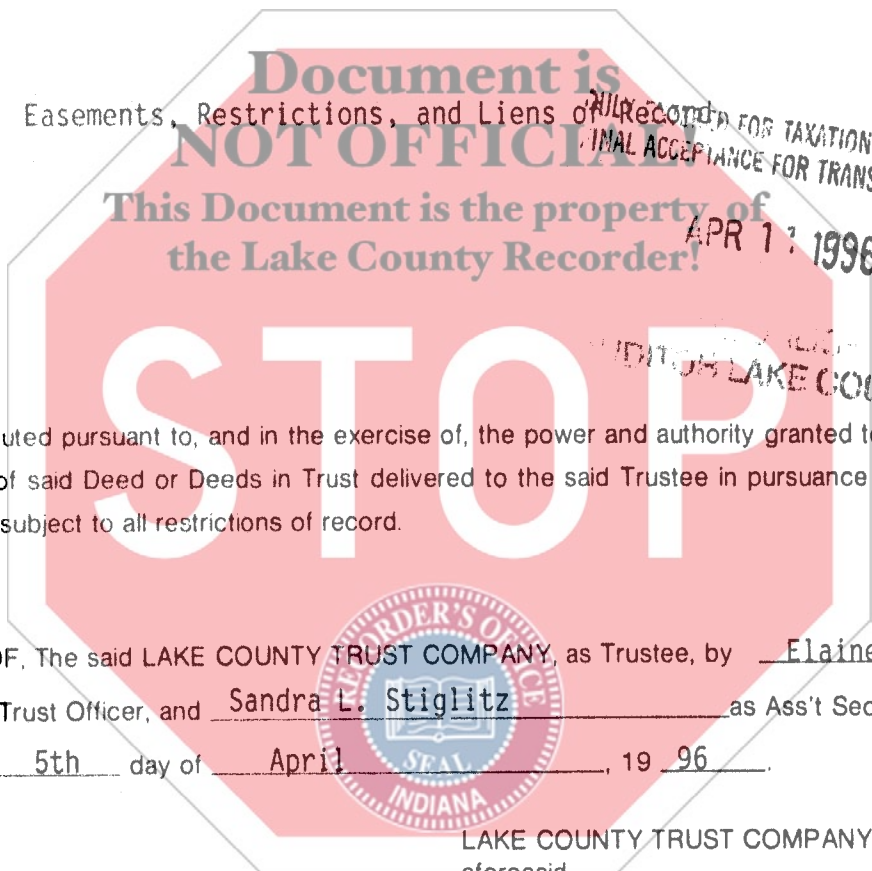 Document is
Easements, Restrictions, and Liens of Record
FOR TAXATION
NOT OFFICIAL!
FINAL ACCEPTANCE FOR TRANS
This Document is the property of
the Lake County Recorder!
APR 1 1996
STOP
LAKE COU
uted pursuant to, and in the exercise of, the power and authority granted to
of said Deed or Deeds in Trust delivered to the said Trustee in pursuance
subject to all restrictions of record.
OF, The said LAKE COUNTY TRUST COMPANY, as Trustee, by Elaine
Trust Officer, and Sandra L. Stiglitz as Ass't Sec
5th day of April, 19 96.
RECORDER'S OFFICE
SEAL
INDIANA
LAKE COUNTY TRUST COMPANY